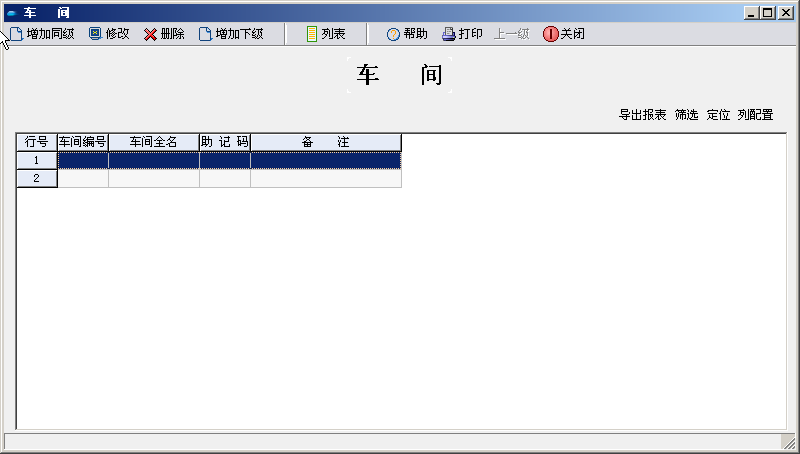 车　间
增加同级 修改 删除 增加下级 列表 帮助 打印 上一级 关闭
车　间
导出报表 筛选 定位 列配置
行号 车间编号 车间全名 助 记 码 备　注
1
2